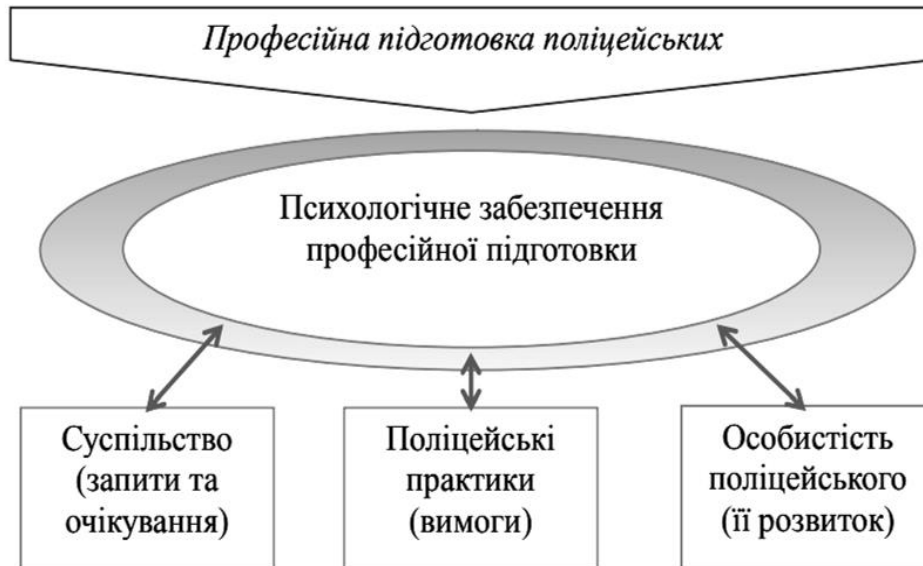 Професійна підготовка поліцейських
Психологічне забезпечення
професійної підготовки
Суспільство
(запити та
очікування)
Поліцейські
практики
(вимоги)
Особистість
поліцейського
(її розвиток)